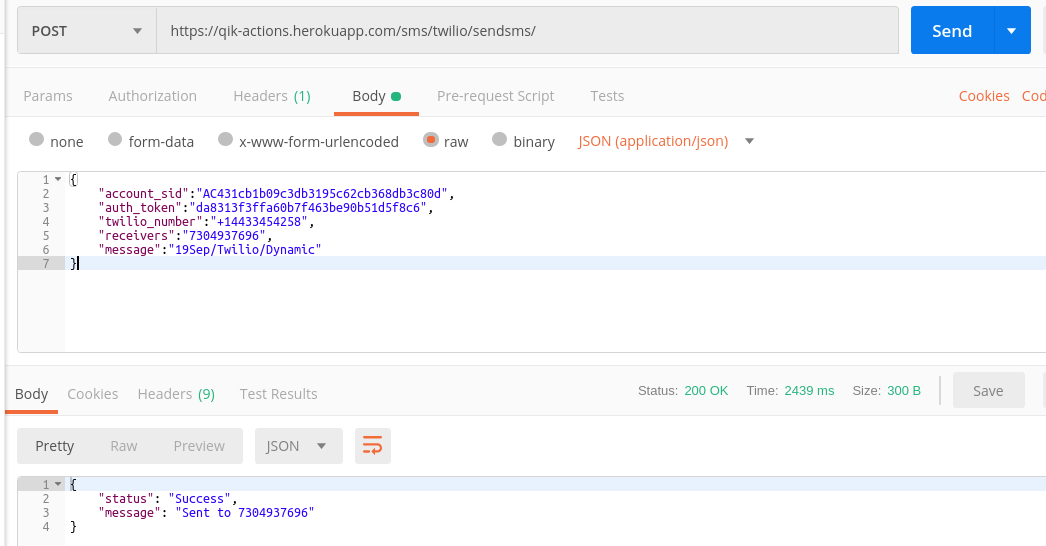 POST https://qik-actions.herokuapp.com/sms/twilio/sendsms/ Send
Params Authorization Headers (1) Body Pre-request Script Tests Cookies Cod
none form-data x-www-form-urlencoded raw binary JSON (application/json)
1 {
2 "account_sid":"AC431cb1b09c3db3195c62cb368db3c80d",
3 "auth_token":"da8313f3ffa60b7f463be90b51d5f8c6",
4 "twilio_number":"+14433454258",
5 "receivers":"7304937696",
6 "message":"19Sep/Twilio/Dynamic"
7 }
Body Cookies Headers (9) Test Results Status: 200 OK Time: 2439 ms Size: 300 B Save
Pretty Raw Preview JSON
1 {
2 "status": "Success",
3 "message": "Sent to 7304937696"
4 }